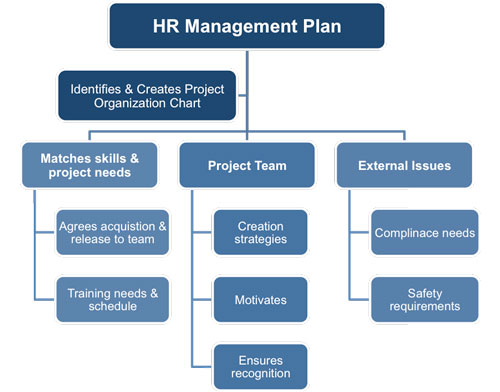 HR Management Plan
Identifies & Creates Project
Organization Chart
Matches skills &
project needs
Project Team
External Issues
Agrees acquistion &
release to team
Creation
strategies
Complinace needs
Training needs &
schedule
Motivates
Safety
requirements
Ensures
recognition